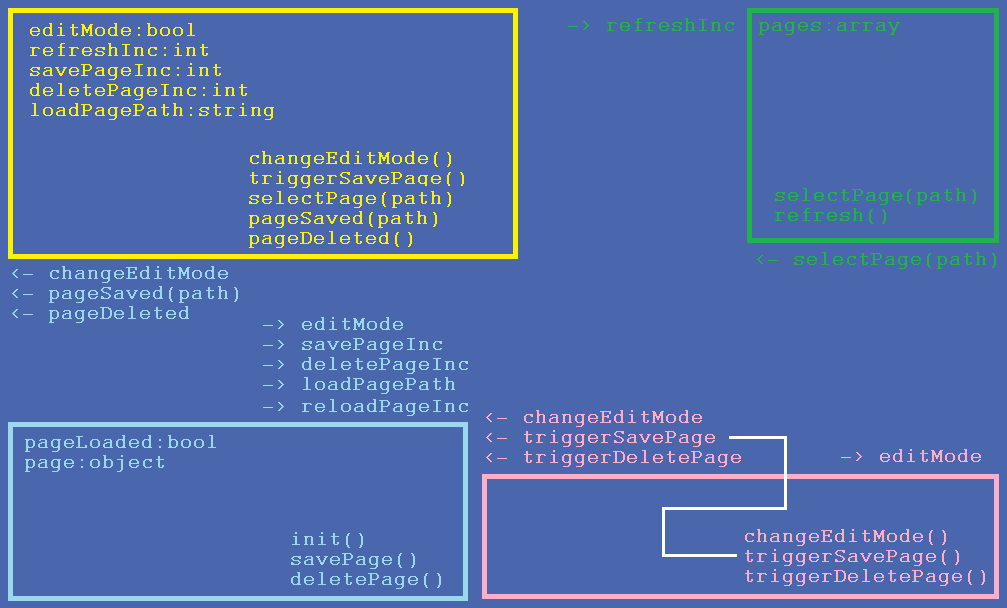 editMode:bool
refreshInc:int
savePageInc:int
deletePageInc:int
loadPagePath:string
changeEditMode()
triggerSavePage()
selectPage(path)
pageSaved(path)
pageDeleted()
-> refreshInc
pages:array
selectPage(path)
refresh()
<- selectPage(path)
<- changeEditMode
<- pageSaved(path)
<- pageDeleted
-> editMode
-> savePageInc
-> deletePageInc
-> loadPagePath
-> reloadPageInc
pageLoaded:bool
page:object
init()
savePage()
deletePage()
<- changeEditMode
<- triggerSavePage
<- triggerDeletePage
-> editMode
changeEditMode()
triggerSavePage()
triggerDeletePage()